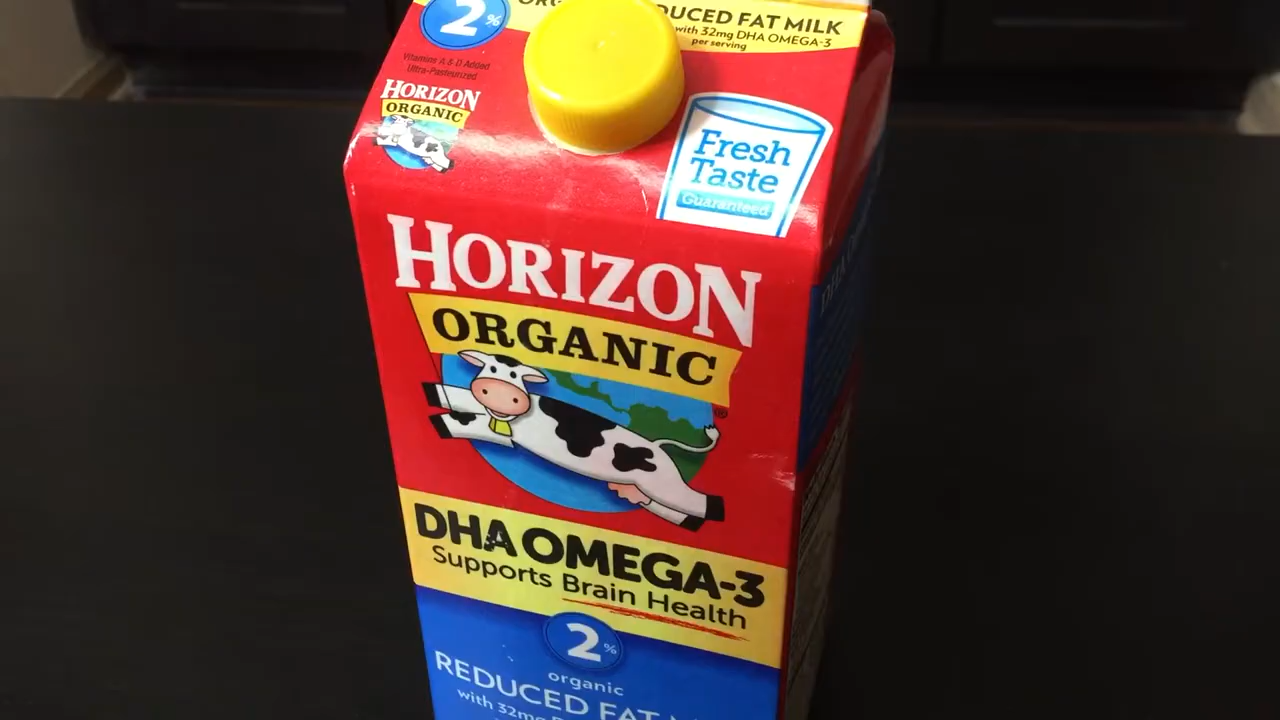 2%
REDUCED FAT MILK
with 32mg DHA OMEGA-3
per serving
Vitamins A & D Added
Ultra-Pasteurized
HORIZON
ORGANIC
Fresh
Taste
Guaranteed
HORIZON
ORGANIC
®
DHA OMEGA-3
Supports Brain Health
2%
organic
REDUCED FAT
with 32mg